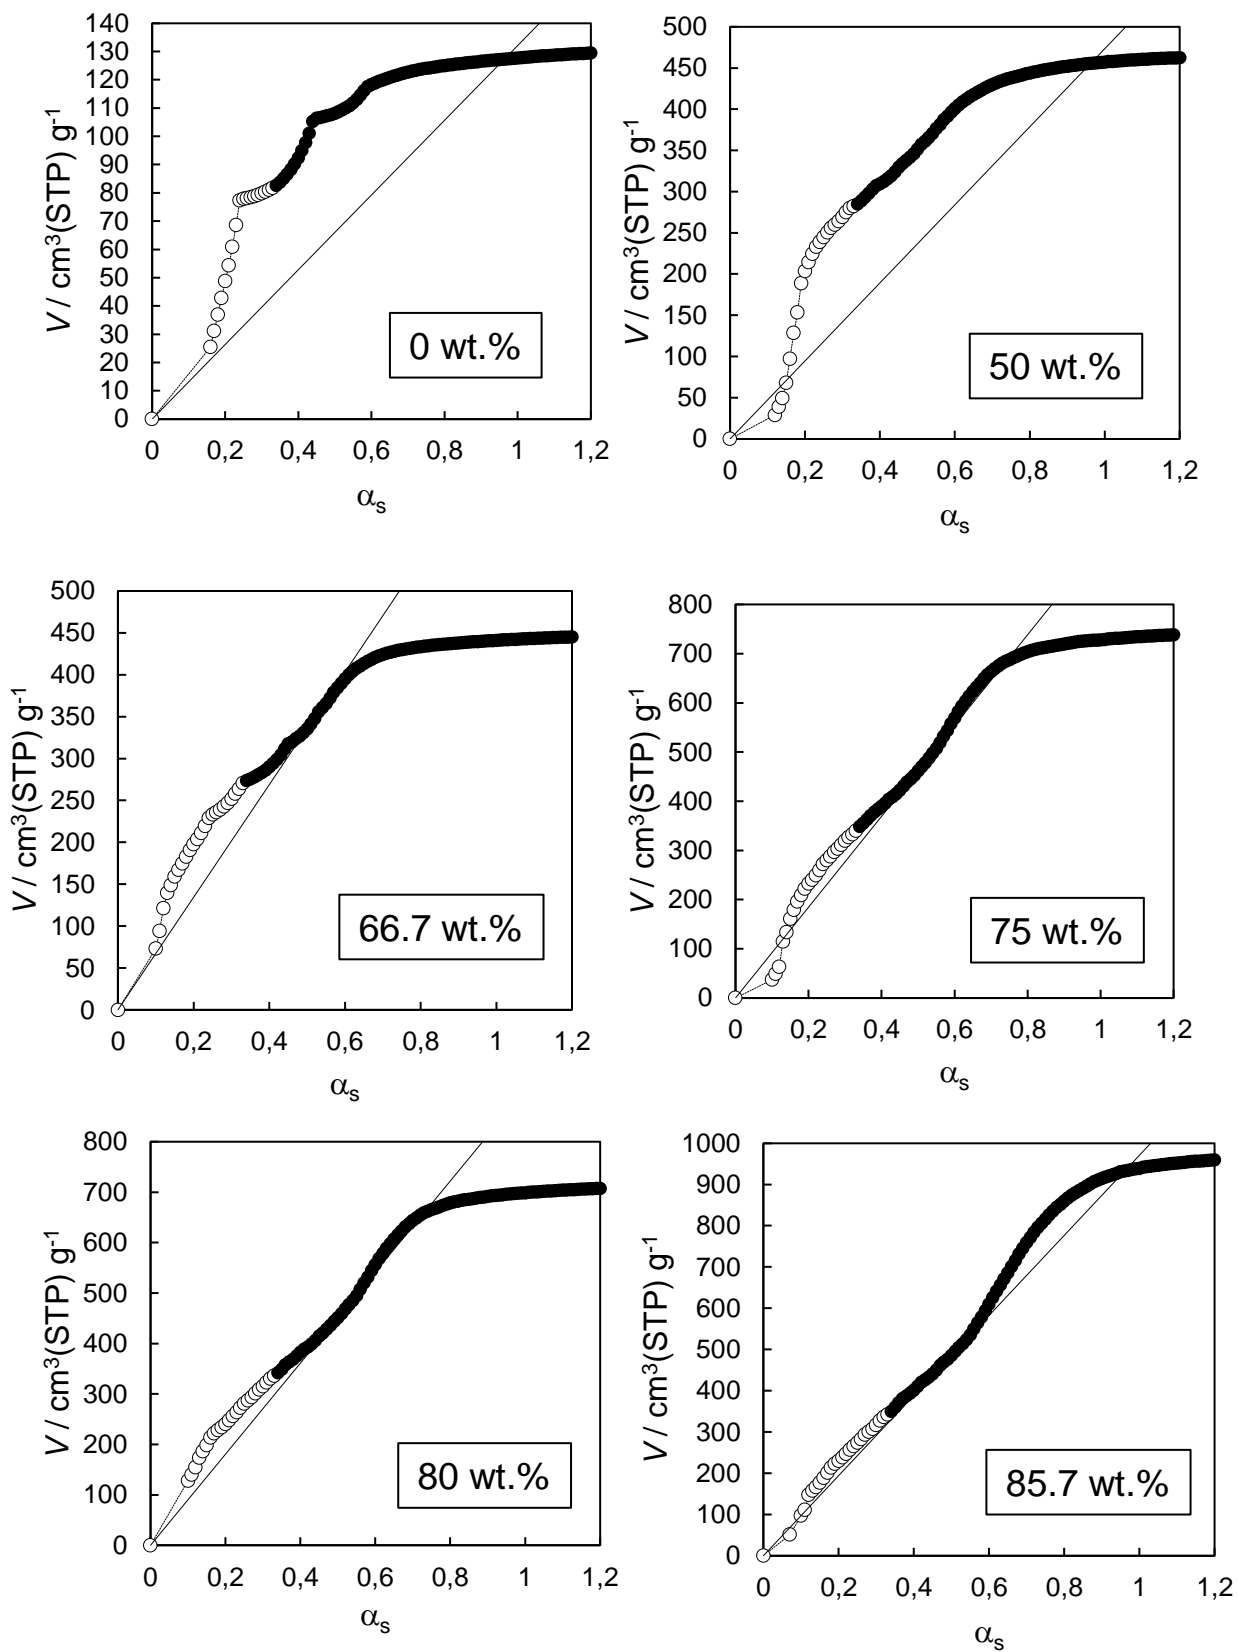 140
130
120
110
100
90
80
70
60
50
40
30
20
10
0
V / cm³(STP) g⁻¹
0 wt.%
0 0,2 0,4 0,6 0,8 1 1,2
αₛ
500
450
400
350
300
250
200
150
100
50
0
V / cm³(STP) g⁻¹
50 wt.%
0 0,2 0,4 0,6 0,8 1 1,2
αₛ
500
450
400
350
300
250
200
150
100
50
0
V / cm³(STP) g⁻¹
66.7 wt.%
0 0,2 0,4 0,6 0,8 1 1,2
αₛ
800
700
600
500
400
300
200
100
0
V / cm³(STP) g⁻¹
75 wt.%
0 0,2 0,4 0,6 0,8 1 1,2
αₛ
800
700
600
500
400
300
200
100
0
V / cm³(STP) g⁻¹
80 wt.%
0 0,2 0,4 0,6 0,8 1 1,2
αₛ
1000
900
800
700
600
500
400
300
200
100
0
V / cm³(STP) g⁻¹
85.7 wt.%
0 0,2 0,4 0,6 0,8 1 1,2
αₛ